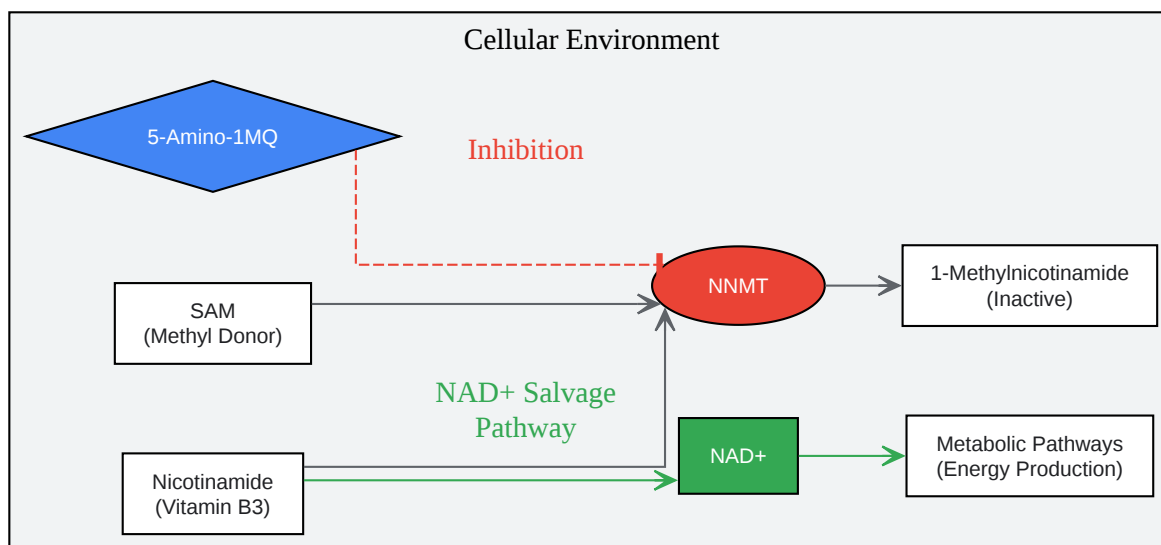 Cellular Environment
5-Amino-1MQ
Inhibition
NNMT
1-Methylnicotinamide
(Inactive)
SAM
(Methyl Donor)
NAD+ Salvage
Pathway
NAD+
Metabolic Pathways
(Energy Production)
Nicotinamide
(Vitamin B3)